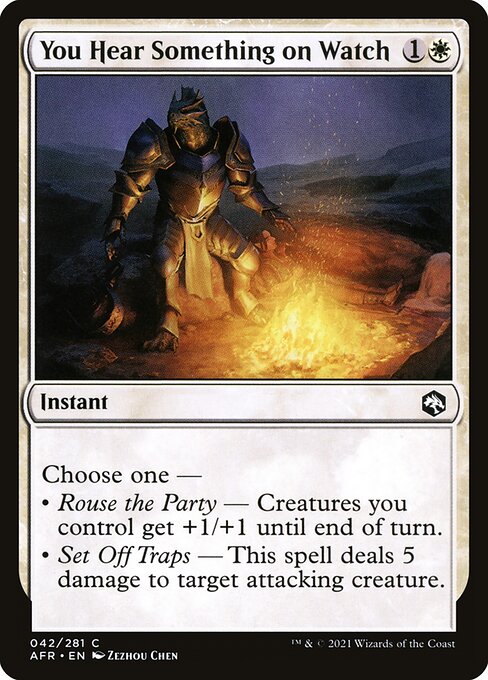 You Hear Something on Watch 1
Instant
Choose one —
• Rouse the Party — Creatures you
control get +1/+1 until end of turn.
• Set Off Traps — This spell deals 5
damage to target attacking creature.
042/281 C
AFR • EN Zezhou Chen
™ & © 2021 Wizards of the Coast